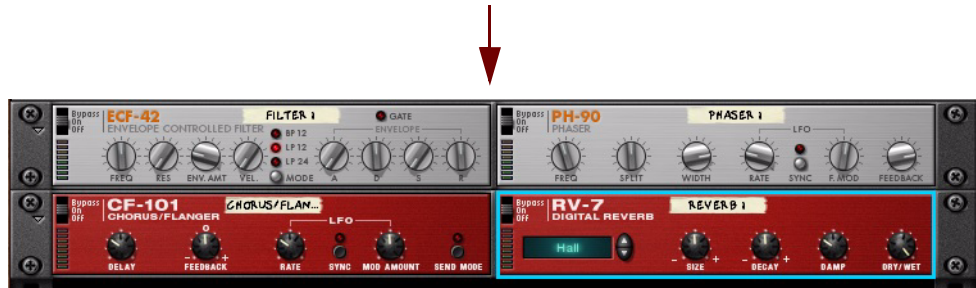 Bypass
On
Off
ECF-42
ENVELOPE CONTROLLED FILTER
FILTER 1
GATE
BP 12
LP 12
LP 24
MODE
ENVELOPE
FREQ RES ENV. AMT VEL. A D S R
Bypass
On
Off
PH-90
PHASER
PHASER 1
LFO
FREQ SPLIT WIDTH RATE SYNC F. MOD FEEDBACK
Bypass
On
Off
CF-101
CHORUS/FLANGER
CHORUS/FLAN...
0
LFO
- +
DELAY FEEDBACK RATE SYNC MOD AMOUNT SEND MODE
Bypass
On
Off
RV-7
DIGITAL REVERB
REVERB 1
Hall
- + - +
SIZE DECAY DAMP DRY/WET